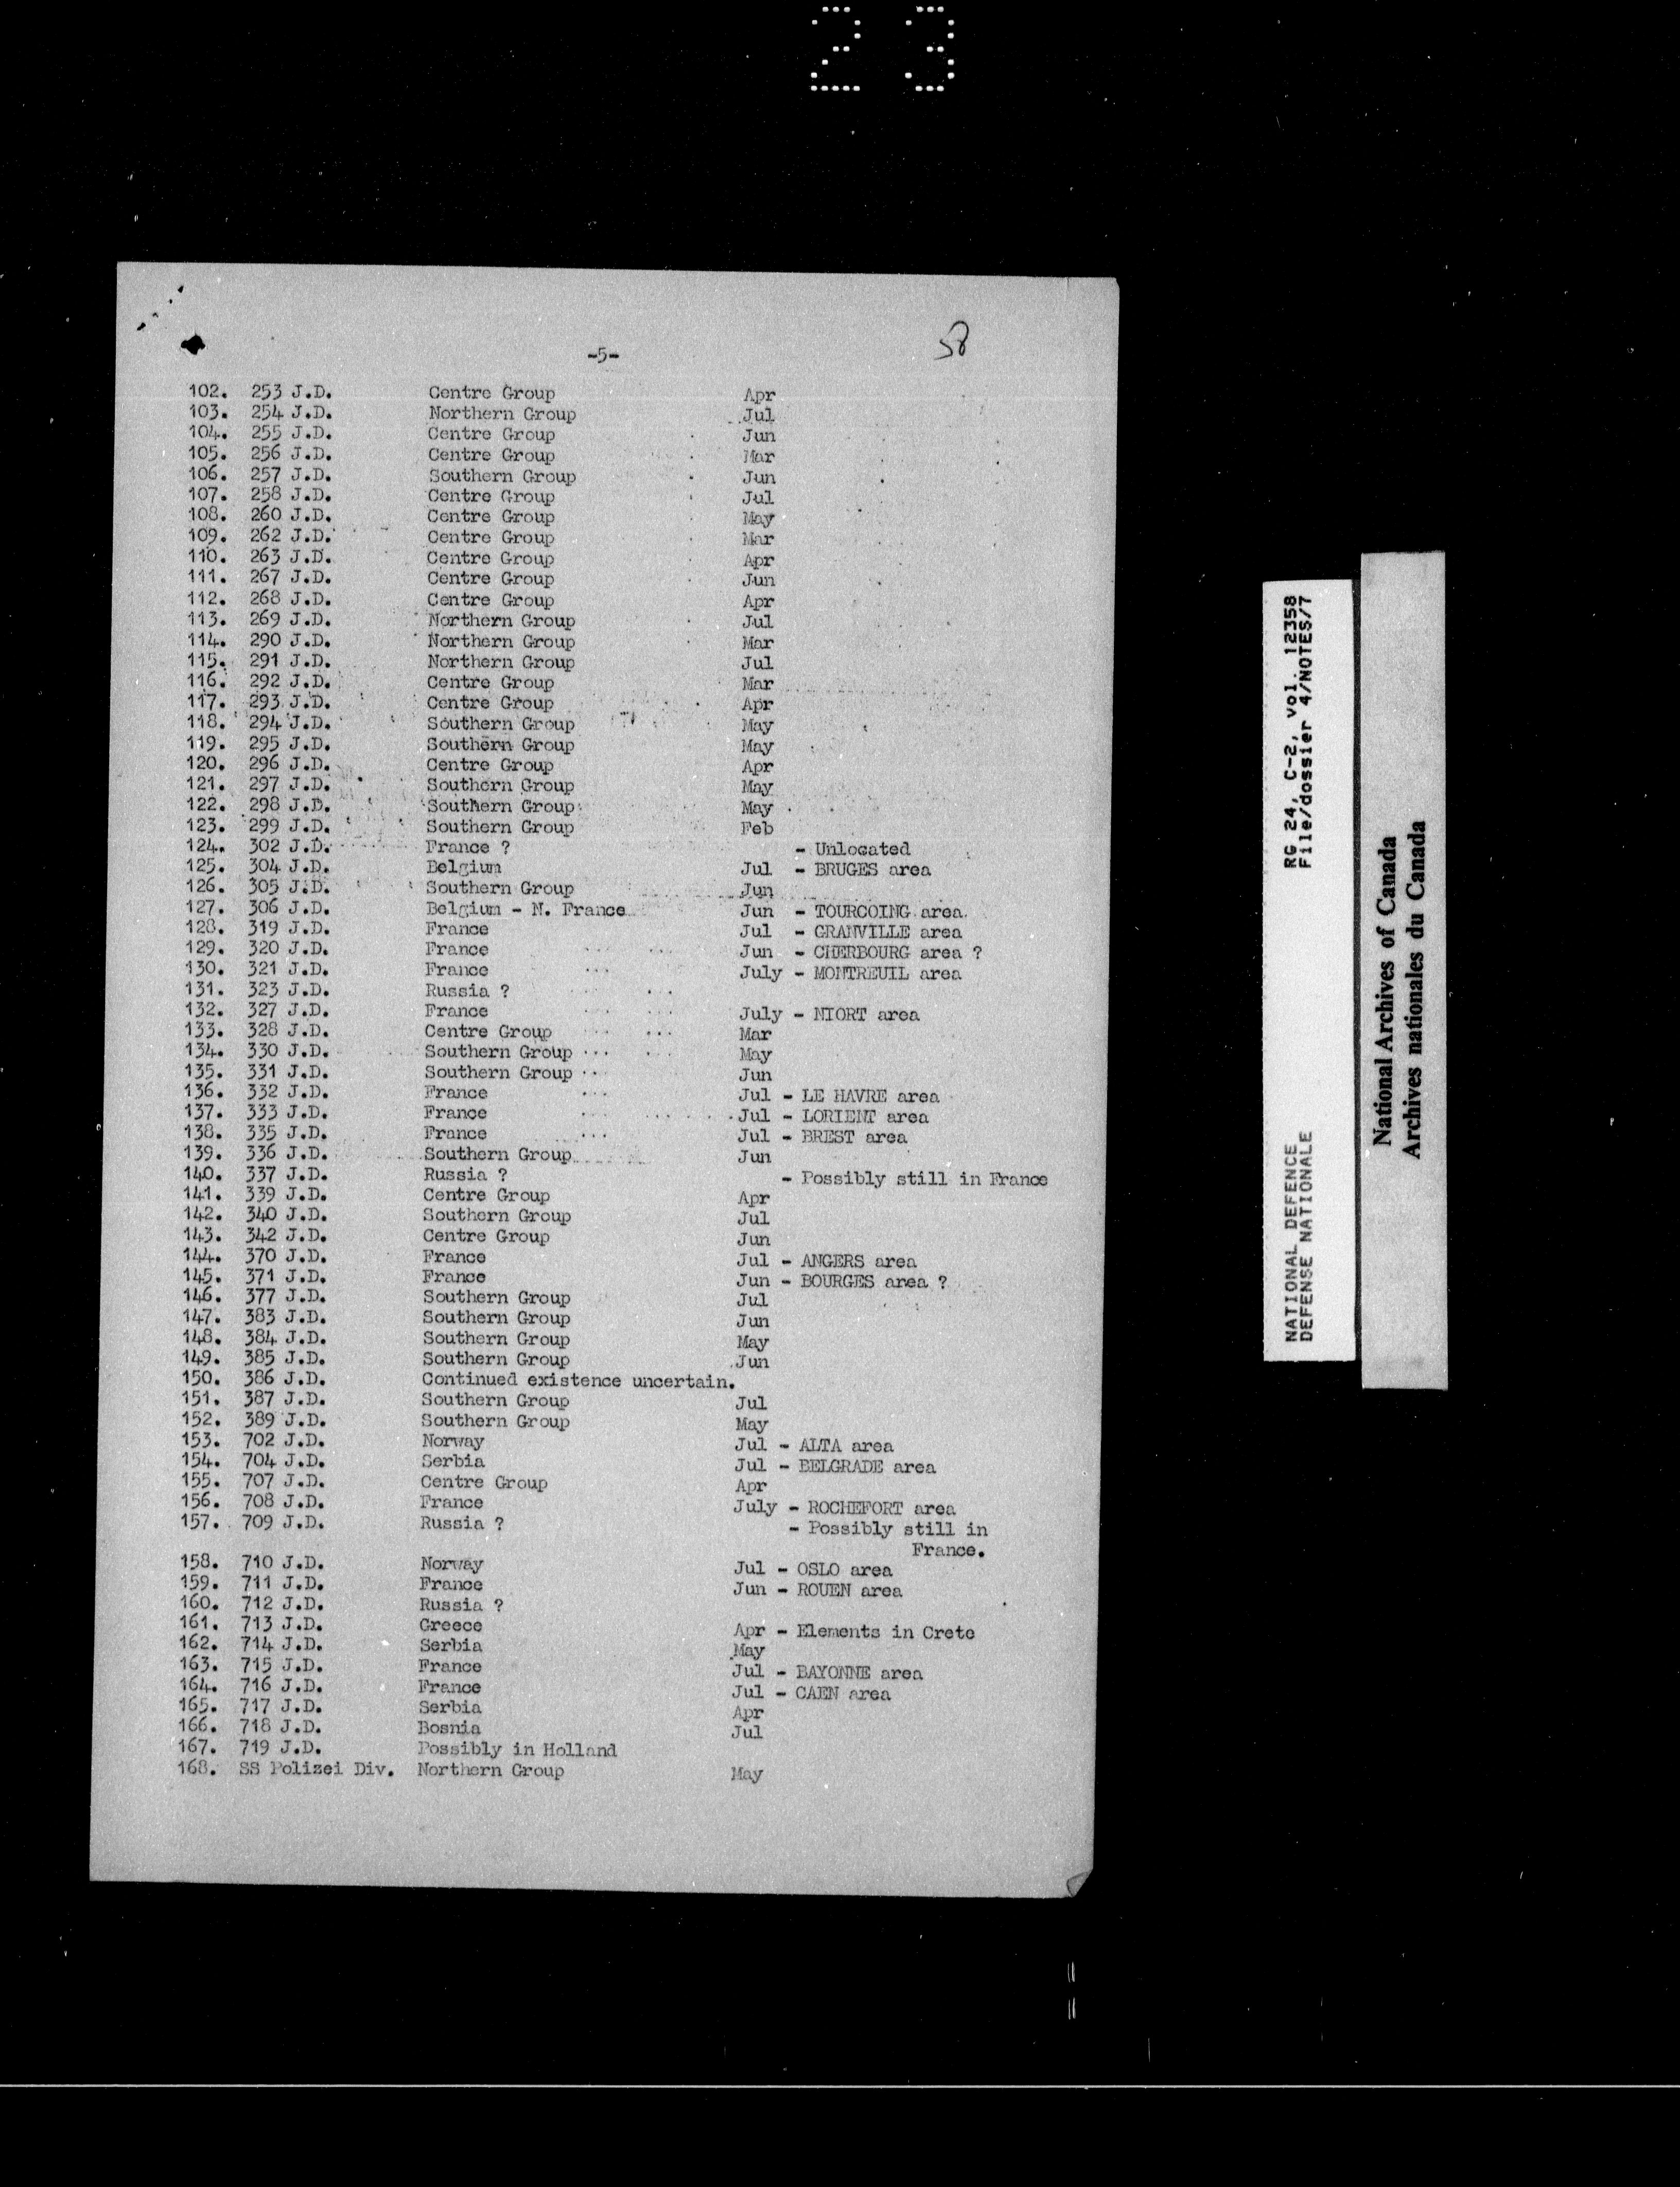 23
-5-
58
102. 253 J.D. Centre Group Apr
103. 254 J.D. Northern Group Jul
104. 255 J.D. Centre Group Jun
105. 256 J.D. Centre Group Mar
106. 257 J.D. Southern Group Jun
107. 258 J.D. Centre Group Jul
108. 260 J.D. Centre Group May
109. 262 J.D. Centre Group Mar
110. 263 J.D. Centre Group Apr
111. 267 J.D. Centre Group Jun
112. 268 J.D. Centre Group Apr
113. 269 J.D. Northern Group Jul
114. 290 J.D. Northern Group Mar
115. 291 J.D. Northern Group Jul
116. 292 J.D. Centre Group Mar
117. 293 J.D. Centre Group Apr
118. 294 J.D. Southern Group May
119. 295 J.D. Southern Group May
120. 296 J.D. Centre Group Apr
121. 297 J.D. Southern Group May
122. 298 J.D. Southern Group May
123. 299 J.D. Southern Group Feb
124. 302 J.D. France ? - Unlocated
125. 304 J.D. Belgium Jul - BRUGES area
126. 305 J.D. Southern Group Jun
127. 306 J.D. Belgium - N. France Jun - TOURCOING area.
128. 319 J.D. France Jul - GRANVILLE area
129. 320 J.D. France Jun - CHERBOURG area ?
130. 321 J.D. France July - MONTREUIL area
131. 323 J.D. Russia ?
132. 327 J.D. France July - NIORT area
133. 328 J.D. Centre Group Mar
134. 330 J.D. Southern Group May
135. 331 J.D. Southern Group Jun
136. 332 J.D. France Jul - LE HAVRE area
137. 333 J.D. France Jul - LORIENT area
138. 335 J.D. France Jul - BREST area
139. 336 J.D. Southern Group Jun
140. 337 J.D. Russia ? - Possibly still in France
141. 339 J.D. Centre Group Apr
142. 340 J.D. Southern Group Jul
143. 342 J.D. Centre Group Jun
144. 370 J.D. France Jul - ANGERS area
145. 371 J.D. France Jun - BOURGES area ?
146. 377 J.D. Southern Group Jul
147. 383 J.D. Southern Group Jun
148. 384 J.D. Southern Group May
149. 385 J.D. Southern Group Jun
150. 386 J.D. Continued existence uncertain.
151. 387 J.D. Southern Group Jul
152. 389 J.D. Southern Group May
153. 702 J.D. Norway Jul - ALTA area
154. 704 J.D. Serbia Jul - BELGRADE area
155. 707 J.D. Centre Group Apr
156. 708 J.D. France July - ROCHEFORT area
157. 709 J.D. Russia ? - Possibly still in
France.
158. 710 J.D. Norway Jul - OSLO area
159. 711 J.D. France Jun - ROUEN area
160. 712 J.D. Russia ?
161. 713 J.D. Greece Apr - Elements in Crete
162. 714 J.D. Serbia May
163. 715 J.D. France Jul - BAYONNE area
164. 716 J.D. France Jul - CAEN area
165. 717 J.D. Serbia Apr
166. 718 J.D. Bosnia Jul
167. 719 J.D. Possibly in Holland
168. SS Polizei Div. Northern Group May
NATIONAL DEFENCE RG 24, C-2, vol. 12358
DEFENSE NATIONALE File/dossier 4/NOTES/7
National Archives of Canada
Archives nationales du Canada